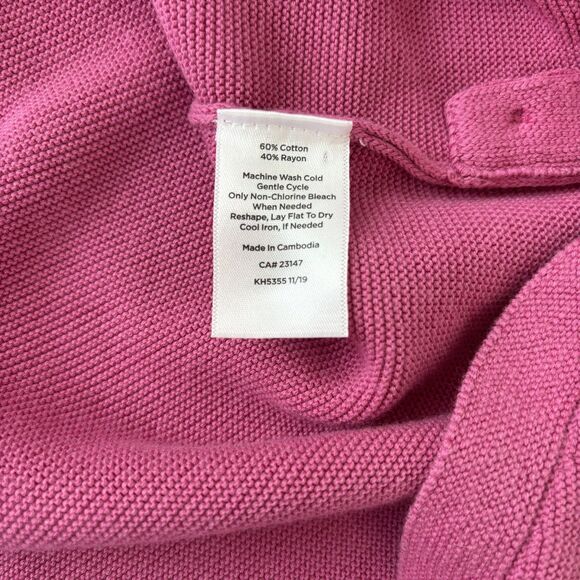 60% Cotton
40% Rayon
Machine Wash Cold
Gentle Cycle
Only Non-Chlorine Bleach
When Needed
Reshape, Lay Flat To Dry
Cool Iron, If Needed
Made In Cambodia
CA# 23147
KH5355 11/19